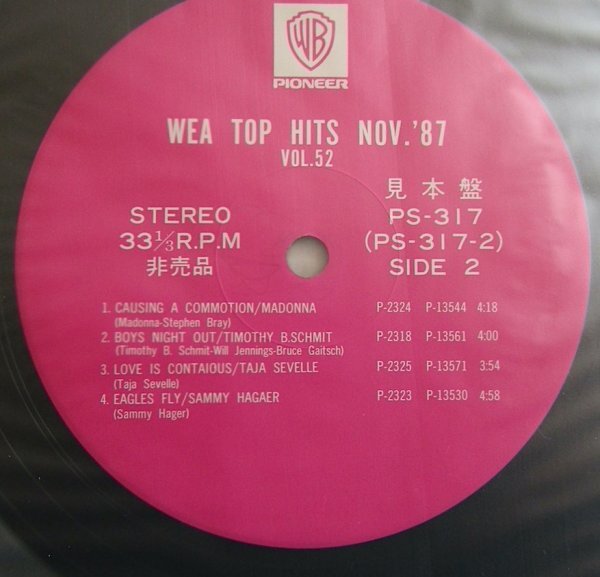 WB
PIONEER
WEA TOP HITS NOV.'87
VOL.52
STEREO
33⅓R.P.M
非売品
見本盤
PS-317
(PS-317-2)
SIDE 2
1. CAUSING A COMMOTION/MADONNA P-2324 P-13544 4:18
(Madonna-Stephen Bray)
2. BOYS NIGHT OUT/TIMOTHY B.SCHMIT P-2318 P-13561 4:00
(Timothy B. Schmit-Will Jennings-Bruce Gaitsch)
3. LOVE IS CONTAIOUS/TAJA SEVELLE P-2325 P-13571 3:54
(Taja Sevelle)
4. EAGLES FLY/SAMMY HAGAER P-2323 P-13530 4:58
(Sammy Hager)